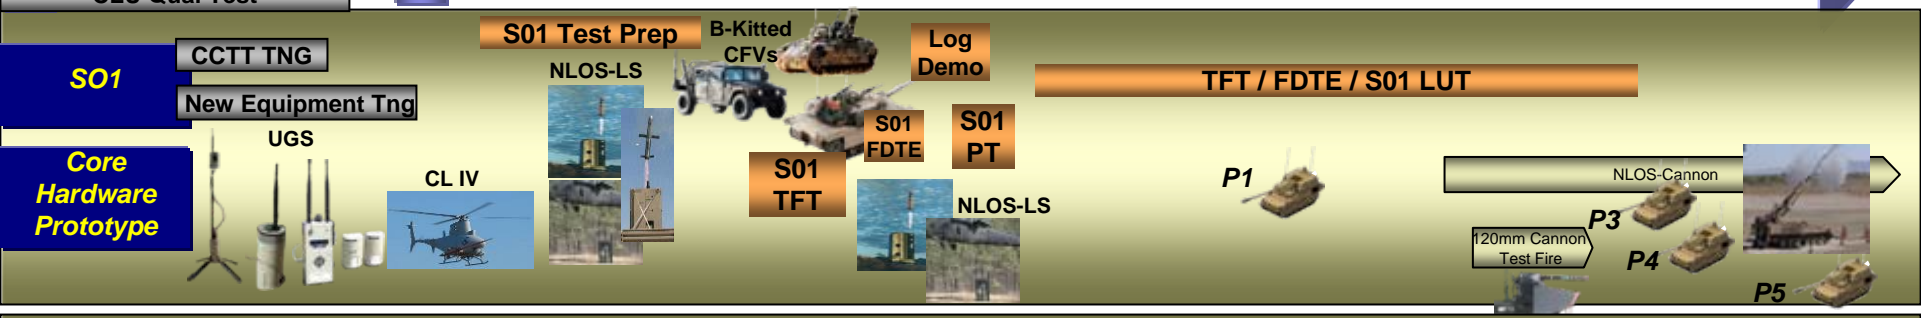 SO1
CCTT TNG
New Equipment Tng
S01 Test Prep
B-Kitted
CFVs
Log
Demo
TFT / FDTE / S01 LUT
NLOS-LS
UGS
S01
FDTE
S01
PT
Core
Hardware
Prototype
CL IV
S01
TFT
NLOS-LS
P1
NLOS-Cannon
P3
120mm Cannon
Test Fire
P4
P5